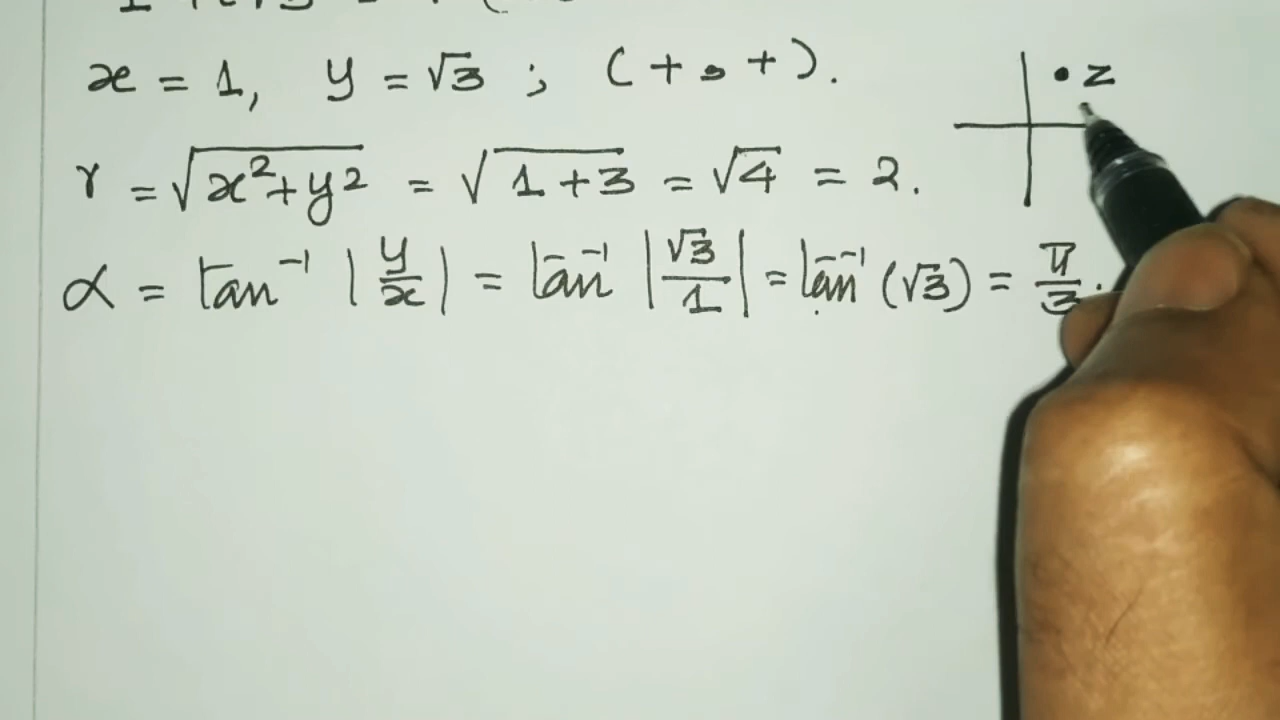 x = 1, y = √3 ; (+ , +).
z
r = √(x²+y²) = √(1+3) = √4 = 2.
α = tan⁻¹ |y/x| = tan⁻¹ |√3/1| = tan⁻¹ (√3) = π/3.